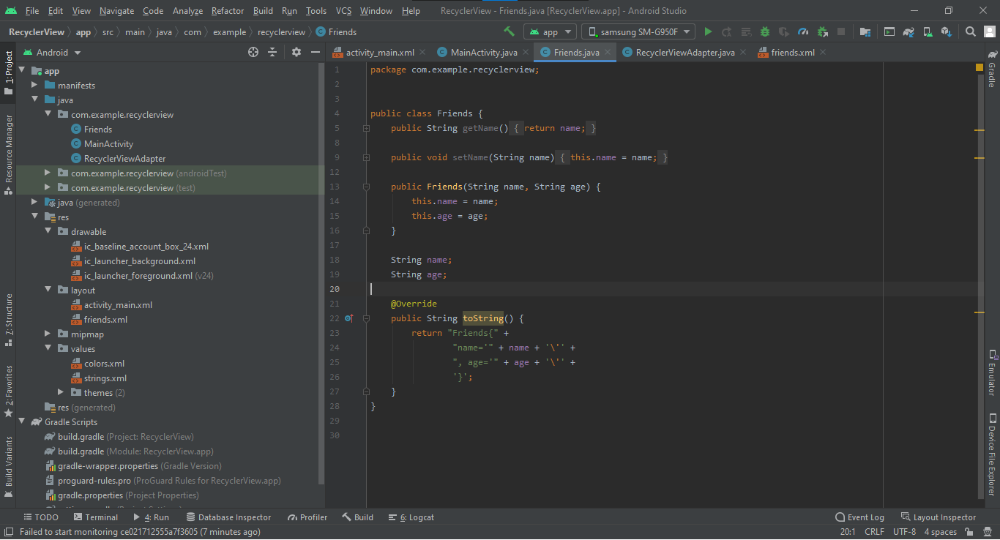 File Edit View Navigate Code Analyze Refactor Build Run Tools VCS Window Help RecyclerView - Friends.java [RecyclerView.app] - Android Studio
RecyclerView app src main java com example recyclerview Friends app samsung SM-G950F
1: Project
Resource Manager
7: Structure
2: Favorites
Build Variants
Android
app
manifests
java
com.example.recyclerview
Friends
MainActivity
RecyclerViewAdapter
com.example.recyclerview (androidTest)
com.example.recyclerview (test)
java (generated)
res
drawable
ic_baseline_account_box_24.xml
ic_launcher_background.xml
ic_launcher_foreground.xml (v24)
layout
activity_main.xml
friends.xml
mipmap
values
colors.xml
strings.xml
themes (2)
res (generated)
Gradle Scripts
build.gradle (Project: RecyclerView)
build.gradle (Module: RecyclerView.app)
gradle-wrapper.properties (Gradle Version)
proguard-rules.pro (ProGuard Rules for RecyclerView.app)
gradle.properties (Project Properties)
activity_main.xml MainActivity.java Friends.java RecyclerViewAdapter.java friends.xml
1 package com.example.recyclerview;
2
3
4 public class Friends {
5 public String getName() { return name; }
8
9 public void setName(String name) { this.name = name; }
12
13 public Friends(String name, String age) {
14 this.name = name;
15 this.age = age;
16 }
17
18 String name;
19 String age;
20
21 @Override
22 public String toString() {
23 return "Friends{" +
24 "name='" + name + '\'' +
25 ", age='" + age + '\'' +
26 '}';
27 }
28 }
29
30
Gradle
Emulator
Device File Explorer
TODO Terminal 4: Run Database Inspector Profiler Build 6: Logcat Event Log Layout Inspector
Failed to start monitoring ce021712555a7f3605 (7 minutes ago) 20:1 CRLF UTF-8 4 spaces